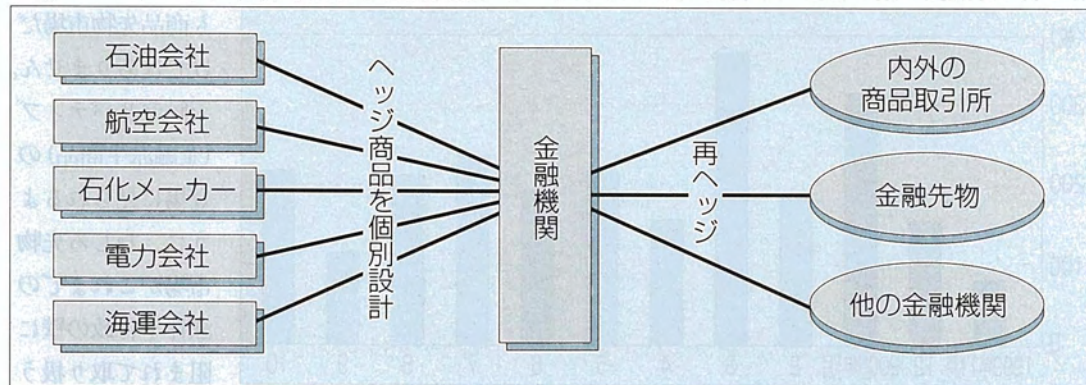 石油会社
航空会社
石化メーカー
電力会社
海運会社
ヘッジ商品を個別設計
金融機関
再ヘッジ
内外の
商品取引所
金融先物
他の金融機関